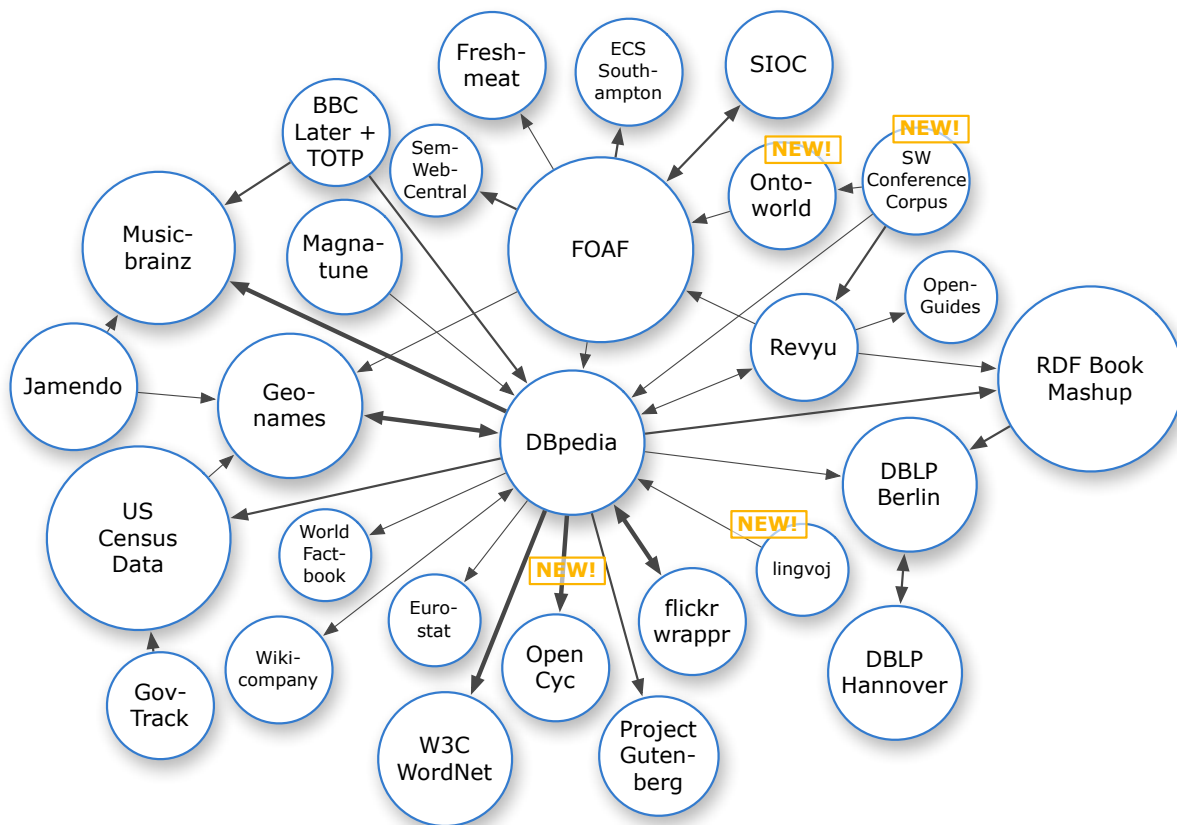 Fresh-
meat
ECS
South-
ampton
SIOC
BBC
Later +
TOTP
Sem-
Web-
Central
NEW!
Onto-
world
NEW!
SW
Conference
Corpus
Music-
brainz
Magna-
tune
FOAF
Open-
Guides
Revyu
RDF Book
Mashup
Jamendo
Geo-
names
DBpedia
DBLP
Berlin
US
Census
Data
World
Fact-
book
NEW!
lingvoj
NEW!
Open
Cyc
Euro-
stat
flickr
wrappr
Wiki-
company
DBLP
Hannover
Gov-
Track
W3C
WordNet
Project
Guten-
berg